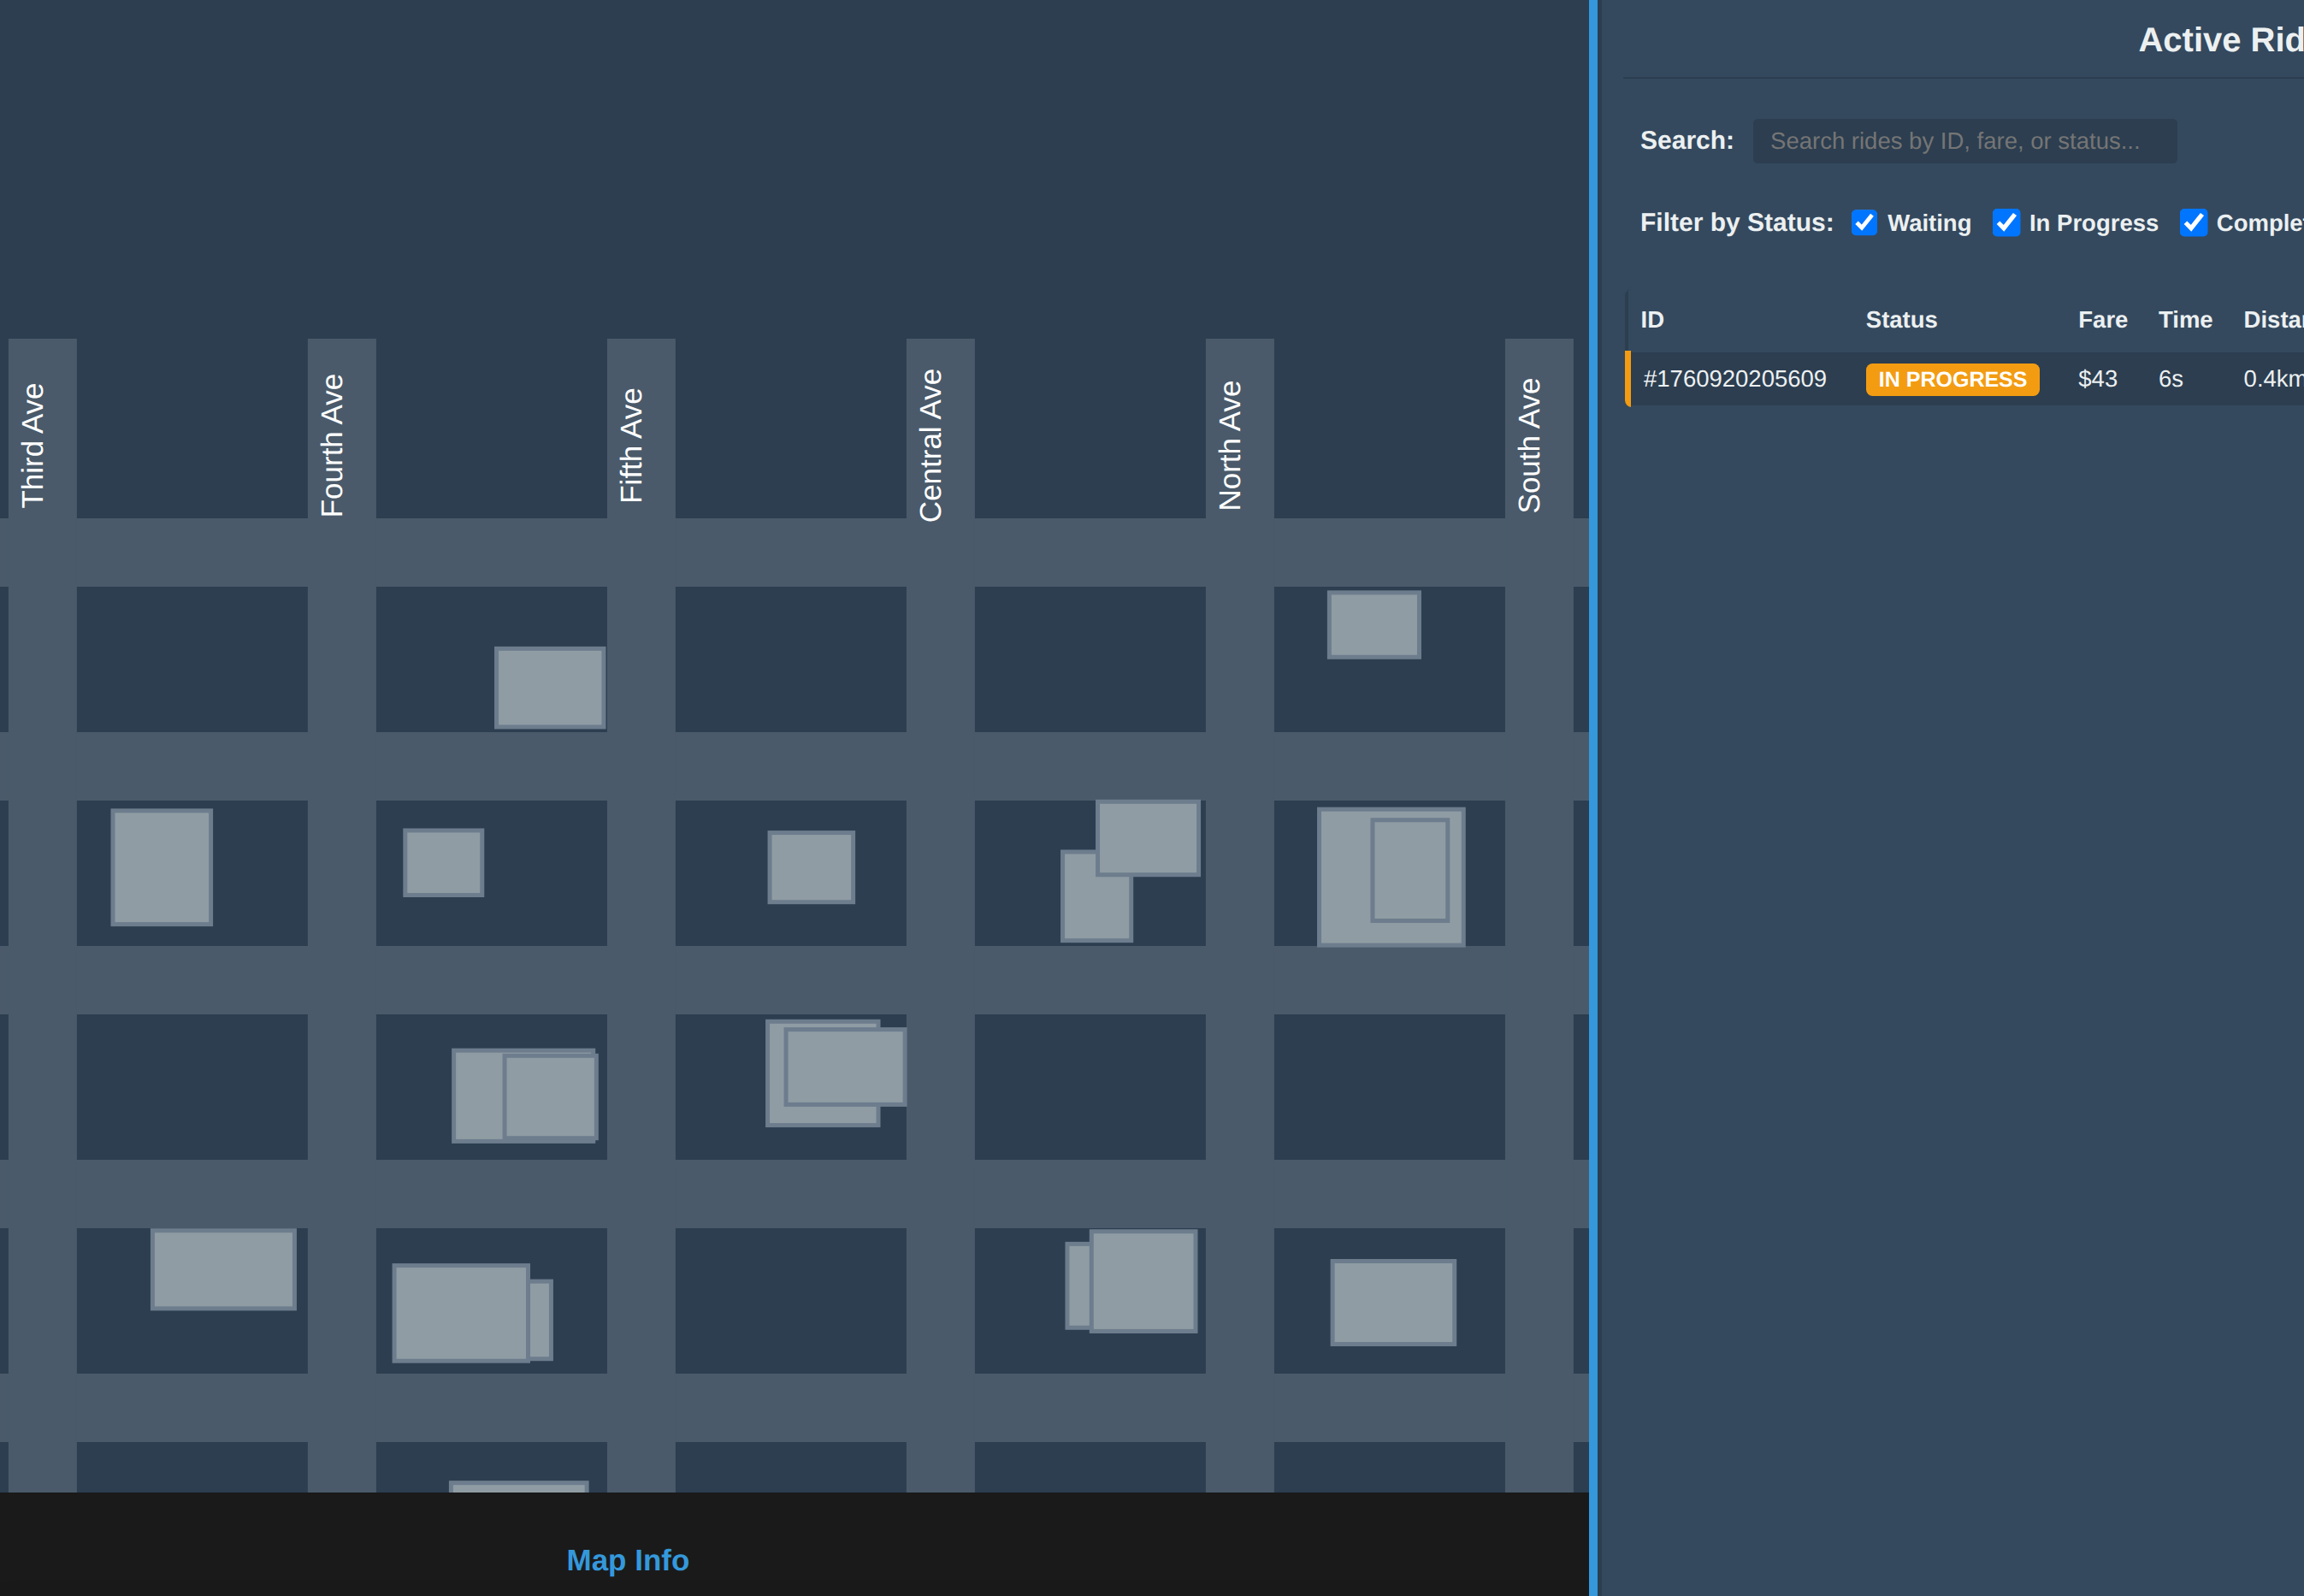 Third Ave
Fourth Ave
Fifth Ave
Central Ave
North Ave
South Ave
Map Info
Active Rid
Search: Search rides by ID, fare, or status...
Filter by Status: Waiting In Progress Comple
ID Status Fare Time Distar
#1760920205609 IN PROGRESS $43 6s 0.4km